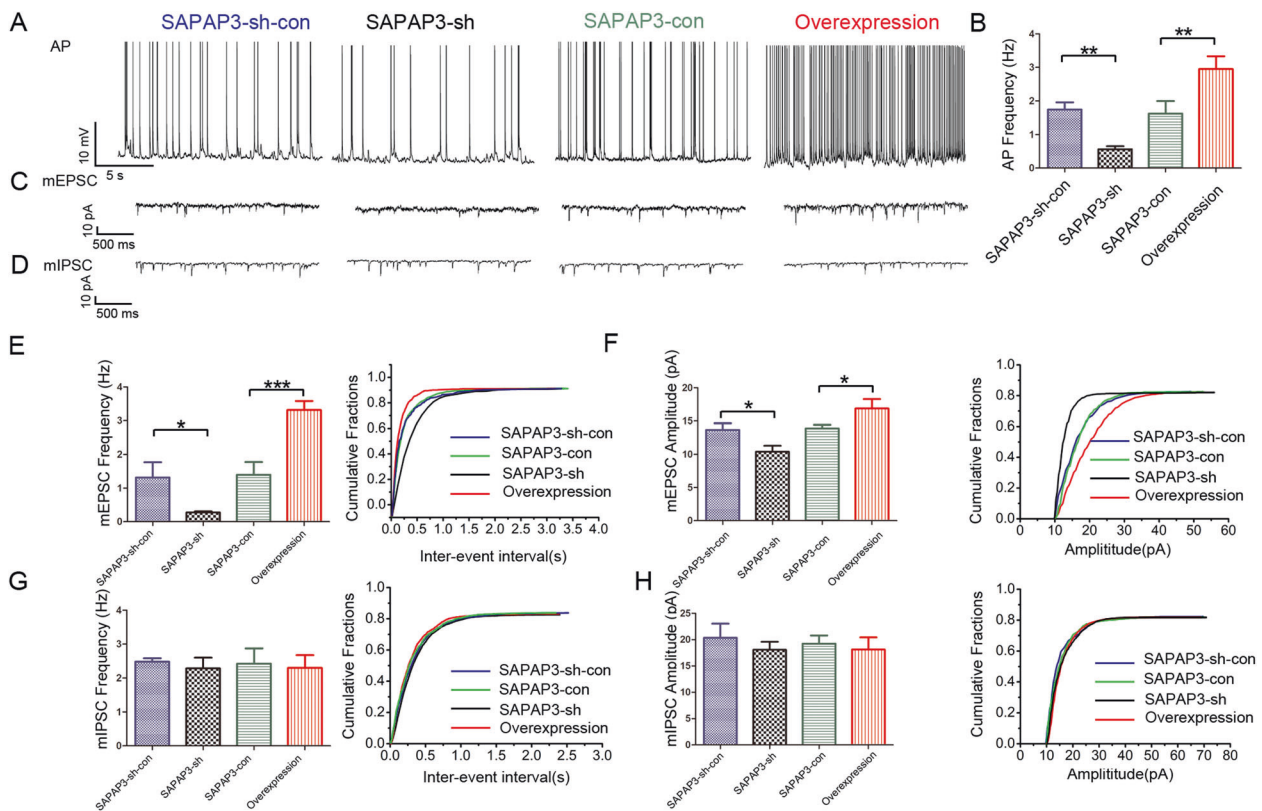 A
SAPAP3-sh-con
SAPAP3-sh
SAPAP3-con
Overexpression
AP
10 mV
5 s
B
AP Frequency (Hz)
4
3
2
1
0
**
**
SAPAP3-sh-con
SAPAP3-sh
SAPAP3-con
Overexpression
C
mEPSC
10 pA
500 ms
D
mIPSC
10 pA
500 ms
E
mEPSC Frequency (Hz)
4
3
2
1
0
*
***
SAPAP3-sh-con
SAPAP3-sh
SAPAP3-con
Overexpression
Cumulative Fractions
1.0
0.8
0.6
0.4
0.2
0.0
SAPAP3-sh-con
SAPAP3-con
SAPAP3-sh
Overexpression
0.0 0.5 1.0 1.5 2.0 2.5 3.0 3.5 4.0
Inter-event interval(s)
F
mEPSC Amplitude (pA)
20
15
10
5
0
*
*
SAPAP3-sh-con
SAPAP3-sh
SAPAP3-con
Overexpression
Cumulative Fractions
1.0
0.8
0.6
0.4
0.2
0.0
SAPAP3-sh-con
SAPAP3-con
SAPAP3-sh
Overexpression
0 10 20 30 40 50 60
Amplititude(pA)
G
mIPSC Frequency (Hz)
4
3
2
1
0
SAPAP3-sh-con
SAPAP3-sh
SAPAP3-con
Overexpression
Cumulative Fractions
1.0
0.8
0.6
0.4
0.2
0.0
SAPAP3-sh-con
SAPAP3-con
SAPAP3-sh
Overexpression
0.0 0.5 1.0 1.5 2.0 2.5 3.0
Inter-event interval(s)
H
mIPSC Amplitude (pA)
25
20
15
10
5
0
SAPAP3-sh-con
SAPAP3-sh
SAPAP3-con
Overexpression
Cumulative Fractions
1.0
0.8
0.6
0.4
0.2
0.0
SAPAP3-sh-con
SAPAP3-con
SAPAP3-sh
Overexpression
0 10 20 30 40 50 60 70 80
Amplititude(pA)